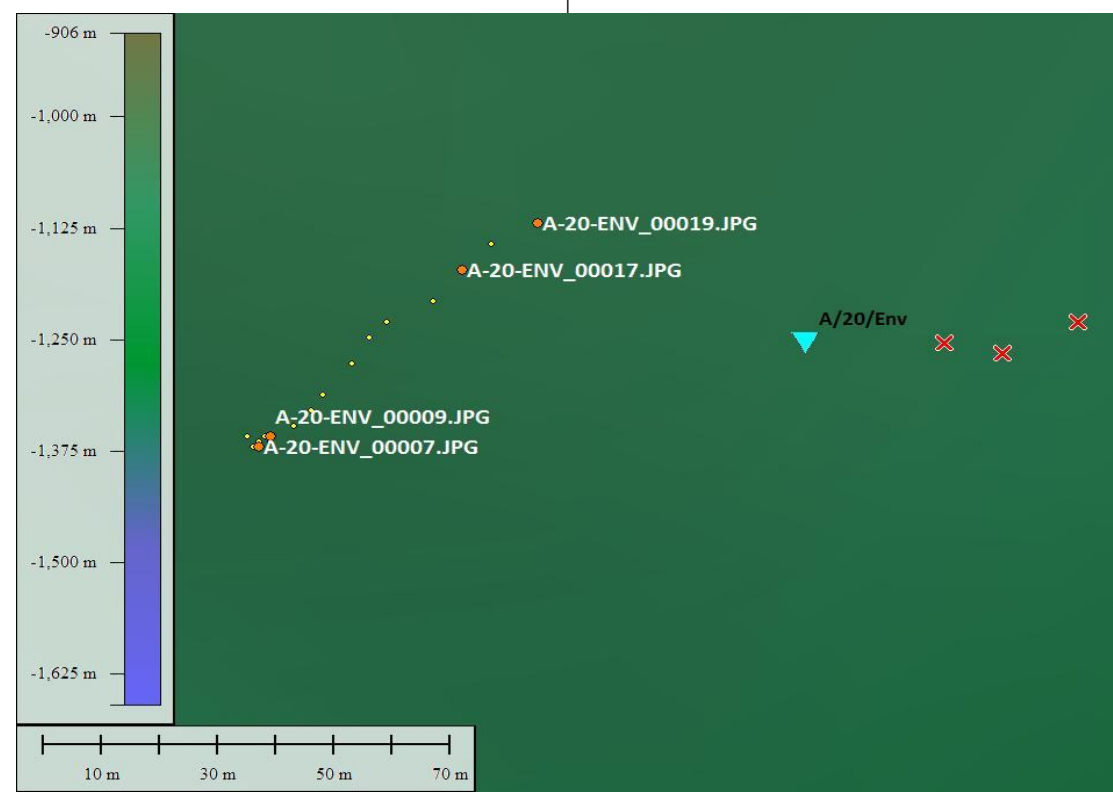 -906 m
-1,000 m
-1,125 m
-1,250 m
-1,375 m
-1,500 m
-1,625 m
A-20-ENV_00019.JPG
A-20-ENV_00017.JPG
A/20/Env
A-20-ENV_00009.JPG
A-20-ENV_00007.JPG
10 m 30 m 50 m 70 m